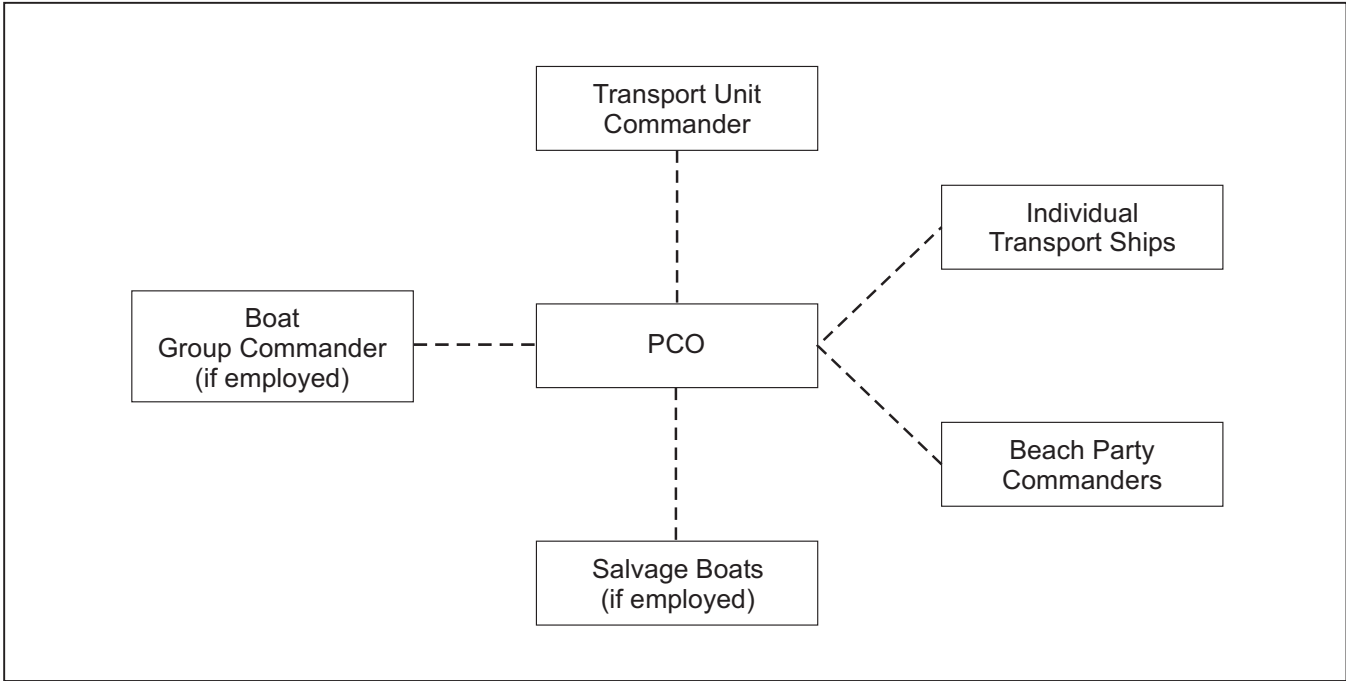 Transport Unit
Commander
Individual
Transport Ships
Boat
Group Commander
(if employed)
PCO
Beach Party
Commanders
Salvage Boats
(if employed)